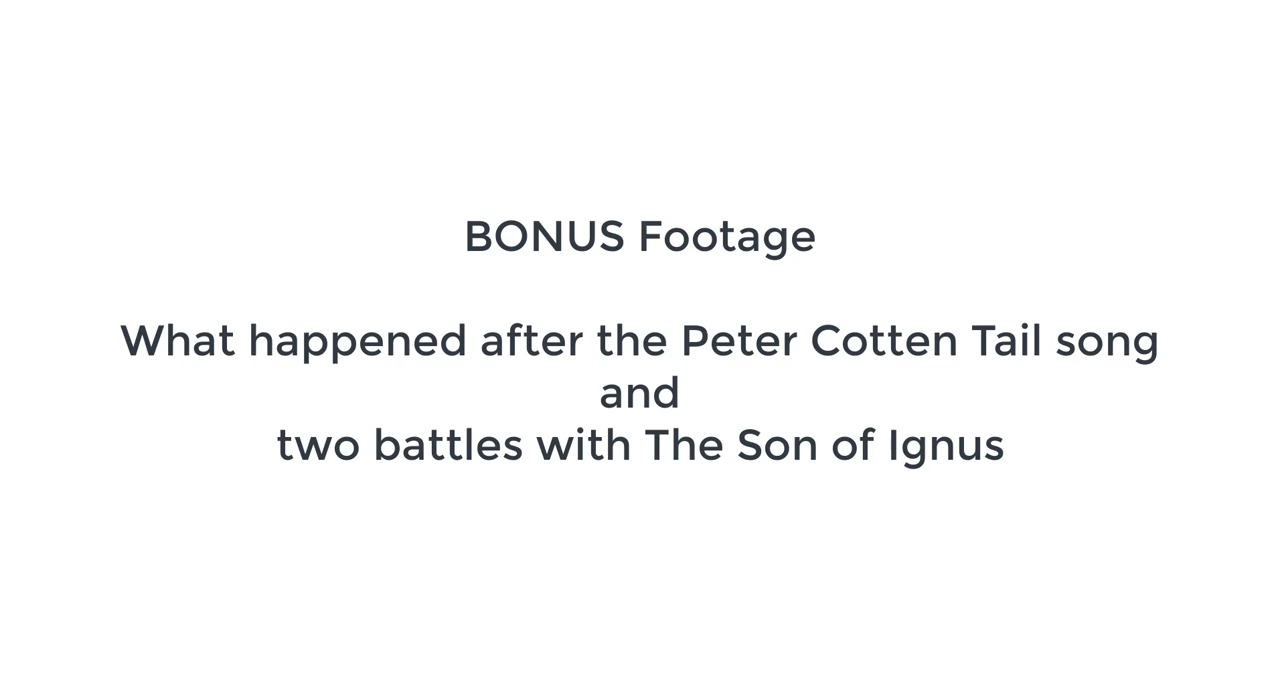 BONUS Footage
What happened after the Peter Cotten Tail song
and
two battles with The Son of Ignus